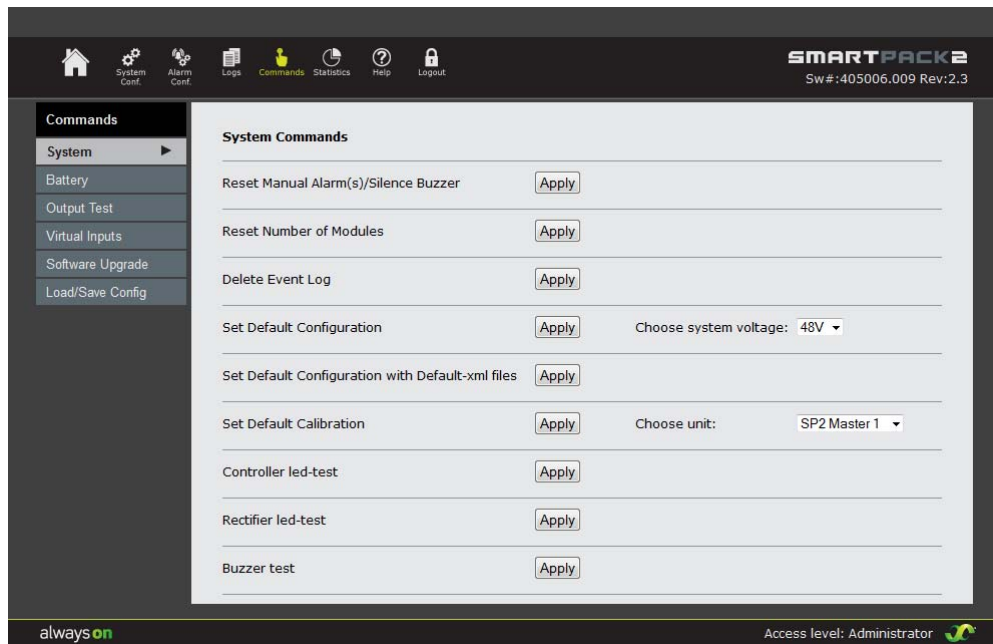 System Conf.
Alarm Conf.
Logs
Commands
Statistics
Help
Logout
SMARTPACK2
Sw#:405006.009 Rev:2.3
Commands
System
Battery
Output Test
Virtual Inputs
Software Upgrade
Load/Save Config
System Commands
Reset Manual Alarm(s)/Silence Buzzer Apply
Reset Number of Modules Apply
Delete Event Log Apply
Set Default Configuration Apply Choose system voltage: 48V
Set Default Configuration with Default-xml files Apply
Set Default Calibration Apply Choose unit: SP2 Master 1
Controller led-test Apply
Rectifier led-test Apply
Buzzer test Apply
always on
Access level: Administrator